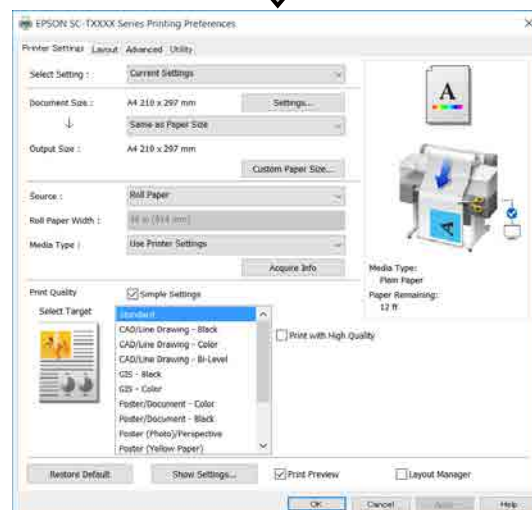 EPSON SC-TXXXX Series Printing Preferences
Printer Settings Layout Advanced Utility
Select Setting : Current Settings
Document Size : A4 210 x 297 mm Settings...
Same as Paper Size
Output Size : A4 210 x 297 mm
Custom Paper Size...
Source : Roll Paper
Roll Paper Width :
Media Type : Use Printer Settings
Acquire Info
Media Type:
Plain Paper
Paper Remaining:
12 ft
Print Quality Simple Settings
Select Target
Standard
CAD/Line Drawing - Black
CAD/Line Drawing - Color
CAD/Line Drawing - Bi-Level
GIS - Black
GIS - Color
Poster/Document - Color
Poster/Document - Black
Poster (Photo)/Perspective
Poster (Yellow Paper)
Print with High Quality
Restore Default Show Settings... Print Preview Layout Manager
OK Cancel Apply Help
A
A